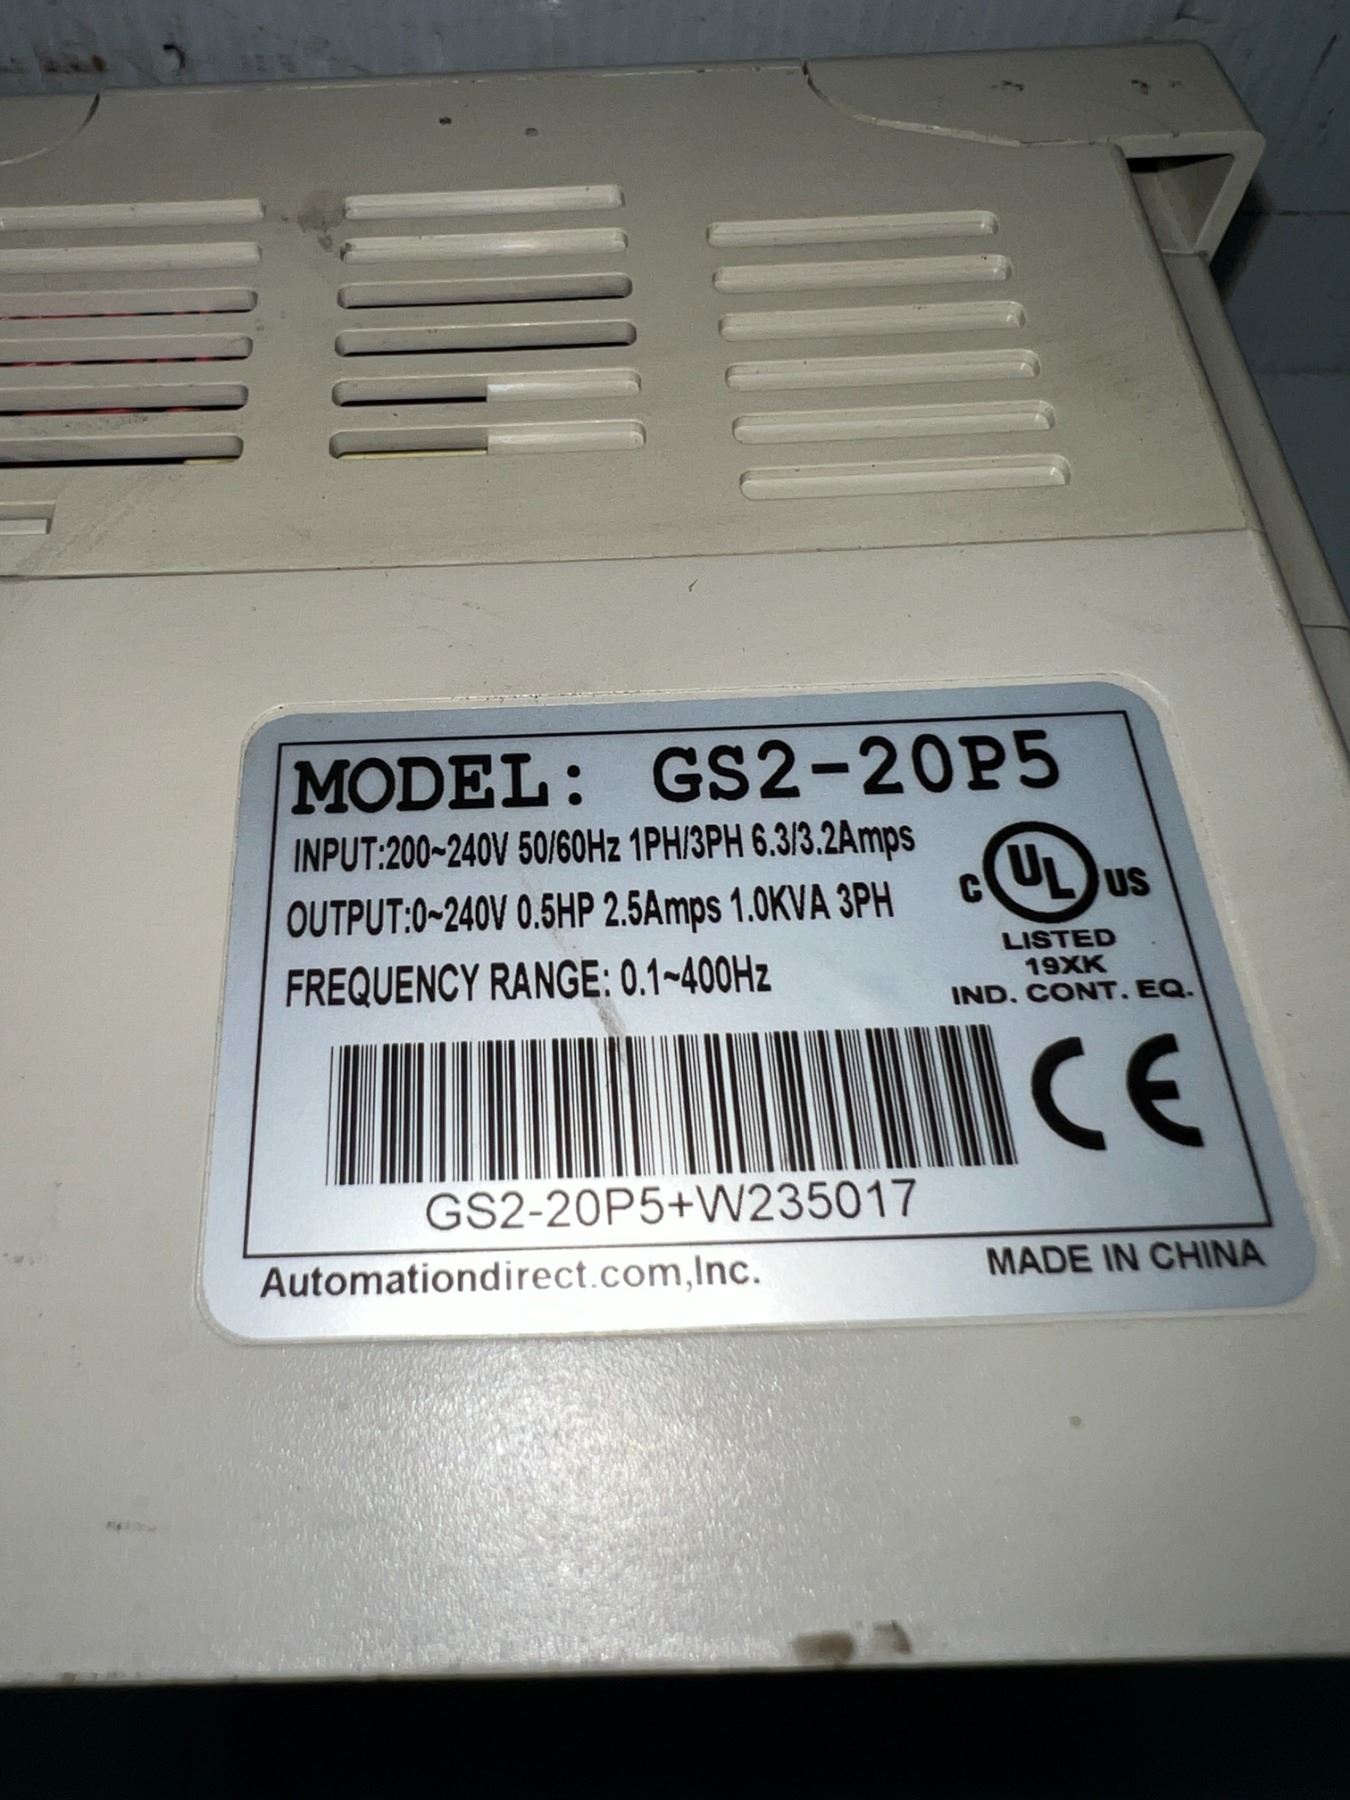 MODEL: GS2-20P5
INPUT:200~240V 50/60Hz 1PH/3PH 6.3/3.2Amps
OUTPUT:0~240V 0.5HP 2.5Amps 1.0KVA 3PH
FREQUENCY RANGE: 0.1~400Hz
C UL US
LISTED
19XK
IND. CONT. EQ.
CE
GS2-20P5+W235017
Automationdirect.com,Inc.
MADE IN CHINA